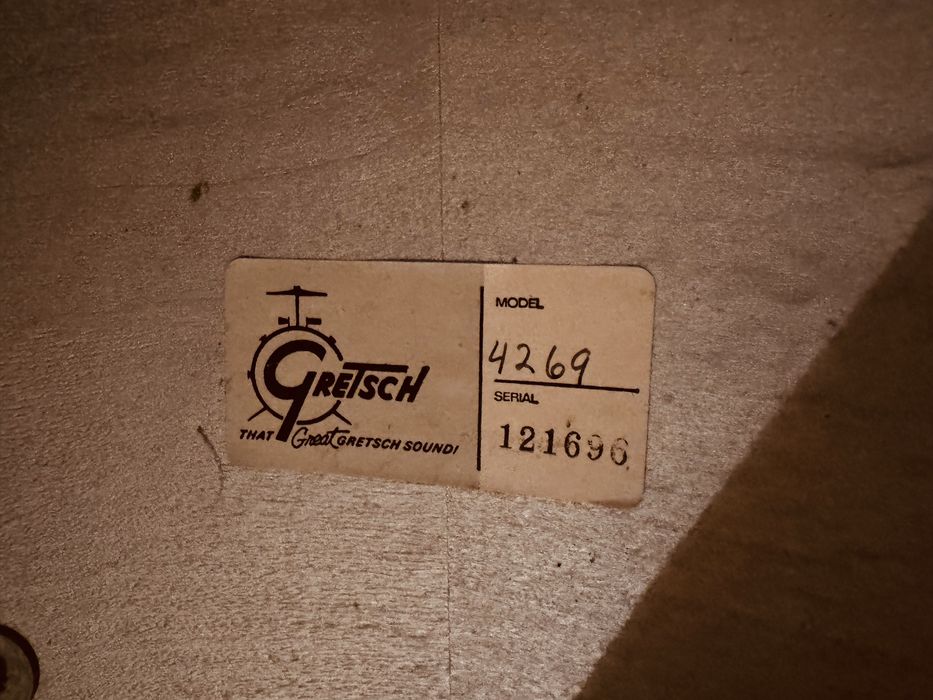 GRETSCH
THAT Great GRETSCH SOUND!
MODEL
4269
SERIAL
121696